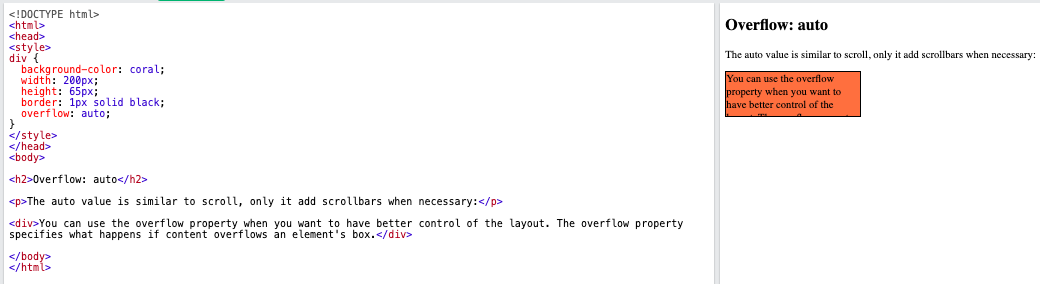 <!DOCTYPE html>
<html>
<head>
<style>
div {
  background-color: coral;
  width: 200px;
  height: 65px;
  border: 1px solid black;
  overflow: auto;
}
</style>
</head>
<body>
<h2>Overflow: auto</h2>
<p>The auto value is similar to scroll, only it add scrollbars when necessary:</p>
<div>You can use the overflow property when you want to have better control of the layout. The overflow property
specifies what happens if content overflows an element's box.</div>
</body>
</html>
Overflow: auto
The auto value is similar to scroll, only it add scrollbars when necessary:
You can use the overflow
property when you want to
have better control of the